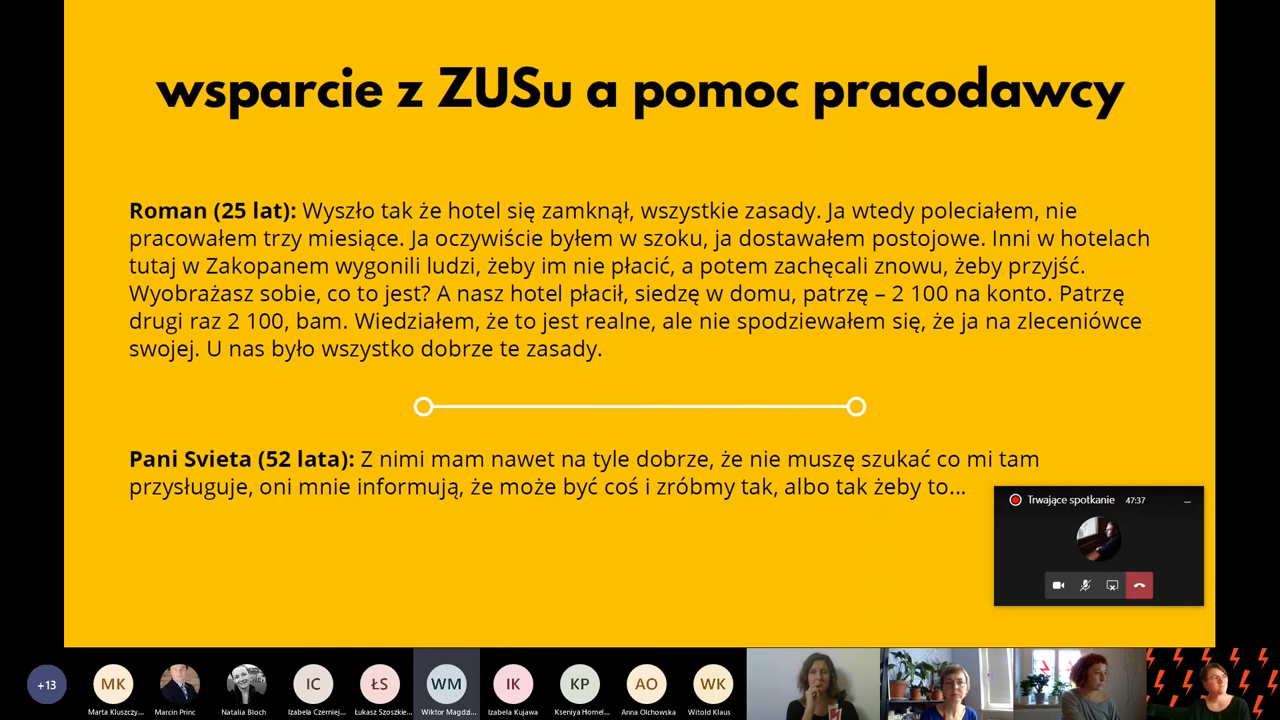 wsparcie z ZUSu a pomoc pracodawcy
Roman (25 lat): Wyszło tak że hotel się zamknął, wszystkie zasady. Ja wtedy poleciałem, nie
pracowałem trzy miesiące. Ja oczywiście byłem w szoku, ja dostawałem postojowe. Inni w hotelach
tutaj w Zakopanem wygonili ludzi, żeby im nie płacić, a potem zachęcali znowu, żeby przyjść.
Wyobrażasz sobie, co to jest? A nasz hotel płacił, siedzę w domu, patrzę – 2 100 na konto. Patrzę
drugi raz 2 100, bam. Wiedziałem, że to jest realne, ale nie spodziewałem się, że ja na zleceniówce
swojej. U nas było wszystko dobrze te zasady.
Pani Svieta (52 lata): Z nimi mam nawet na tyle dobrze, że nie muszę szukać co mi tam
przysługuje, oni mnie informują, że może być coś i zróbmy tak, albo tak żeby to...
Trwające spotkanie 47:37
+13 MK IC ŁS WM IK KP AO WK
Marta Kluszczy... Marcin Princ Natalia Bloch Izabela Czerniej... Łukasz Szoszkie... Wiktor Magdzi... Izabela Kujawa Kseniya Homel... Anna Olchowska Witold Klaus